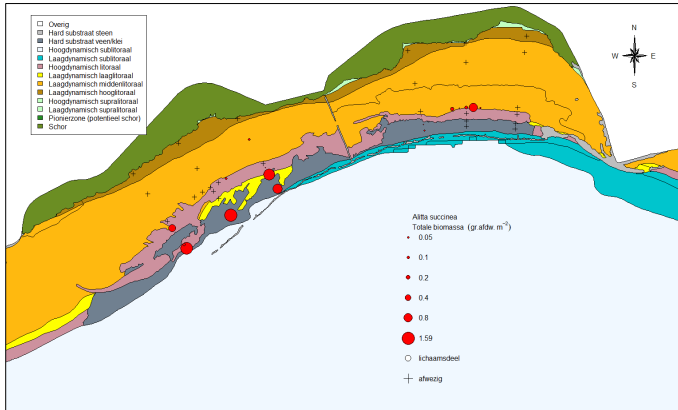 Overig
Hard substraat steen
Hard substraat veen/klei
Hoogdynamisch sublitoraal
Laagdynamisch sublitoraal
Hoogdynamisch litoraal
Laagdynamisch laaglitoraal
Laagdynamisch middenlitoraal
Laagdynamisch hooglitoraal
Hoogdynamisch supralitoraal
Laagdynamisch supralitoraal
Pionierzone (potentieel schor)
Schor
N
W E
S
Alitta succinea
Totale biomassa (gr.afdw. m⁻²)
0.05
0.1
0.2
0.4
0.8
1.59
lichaamsdeel
afwezig